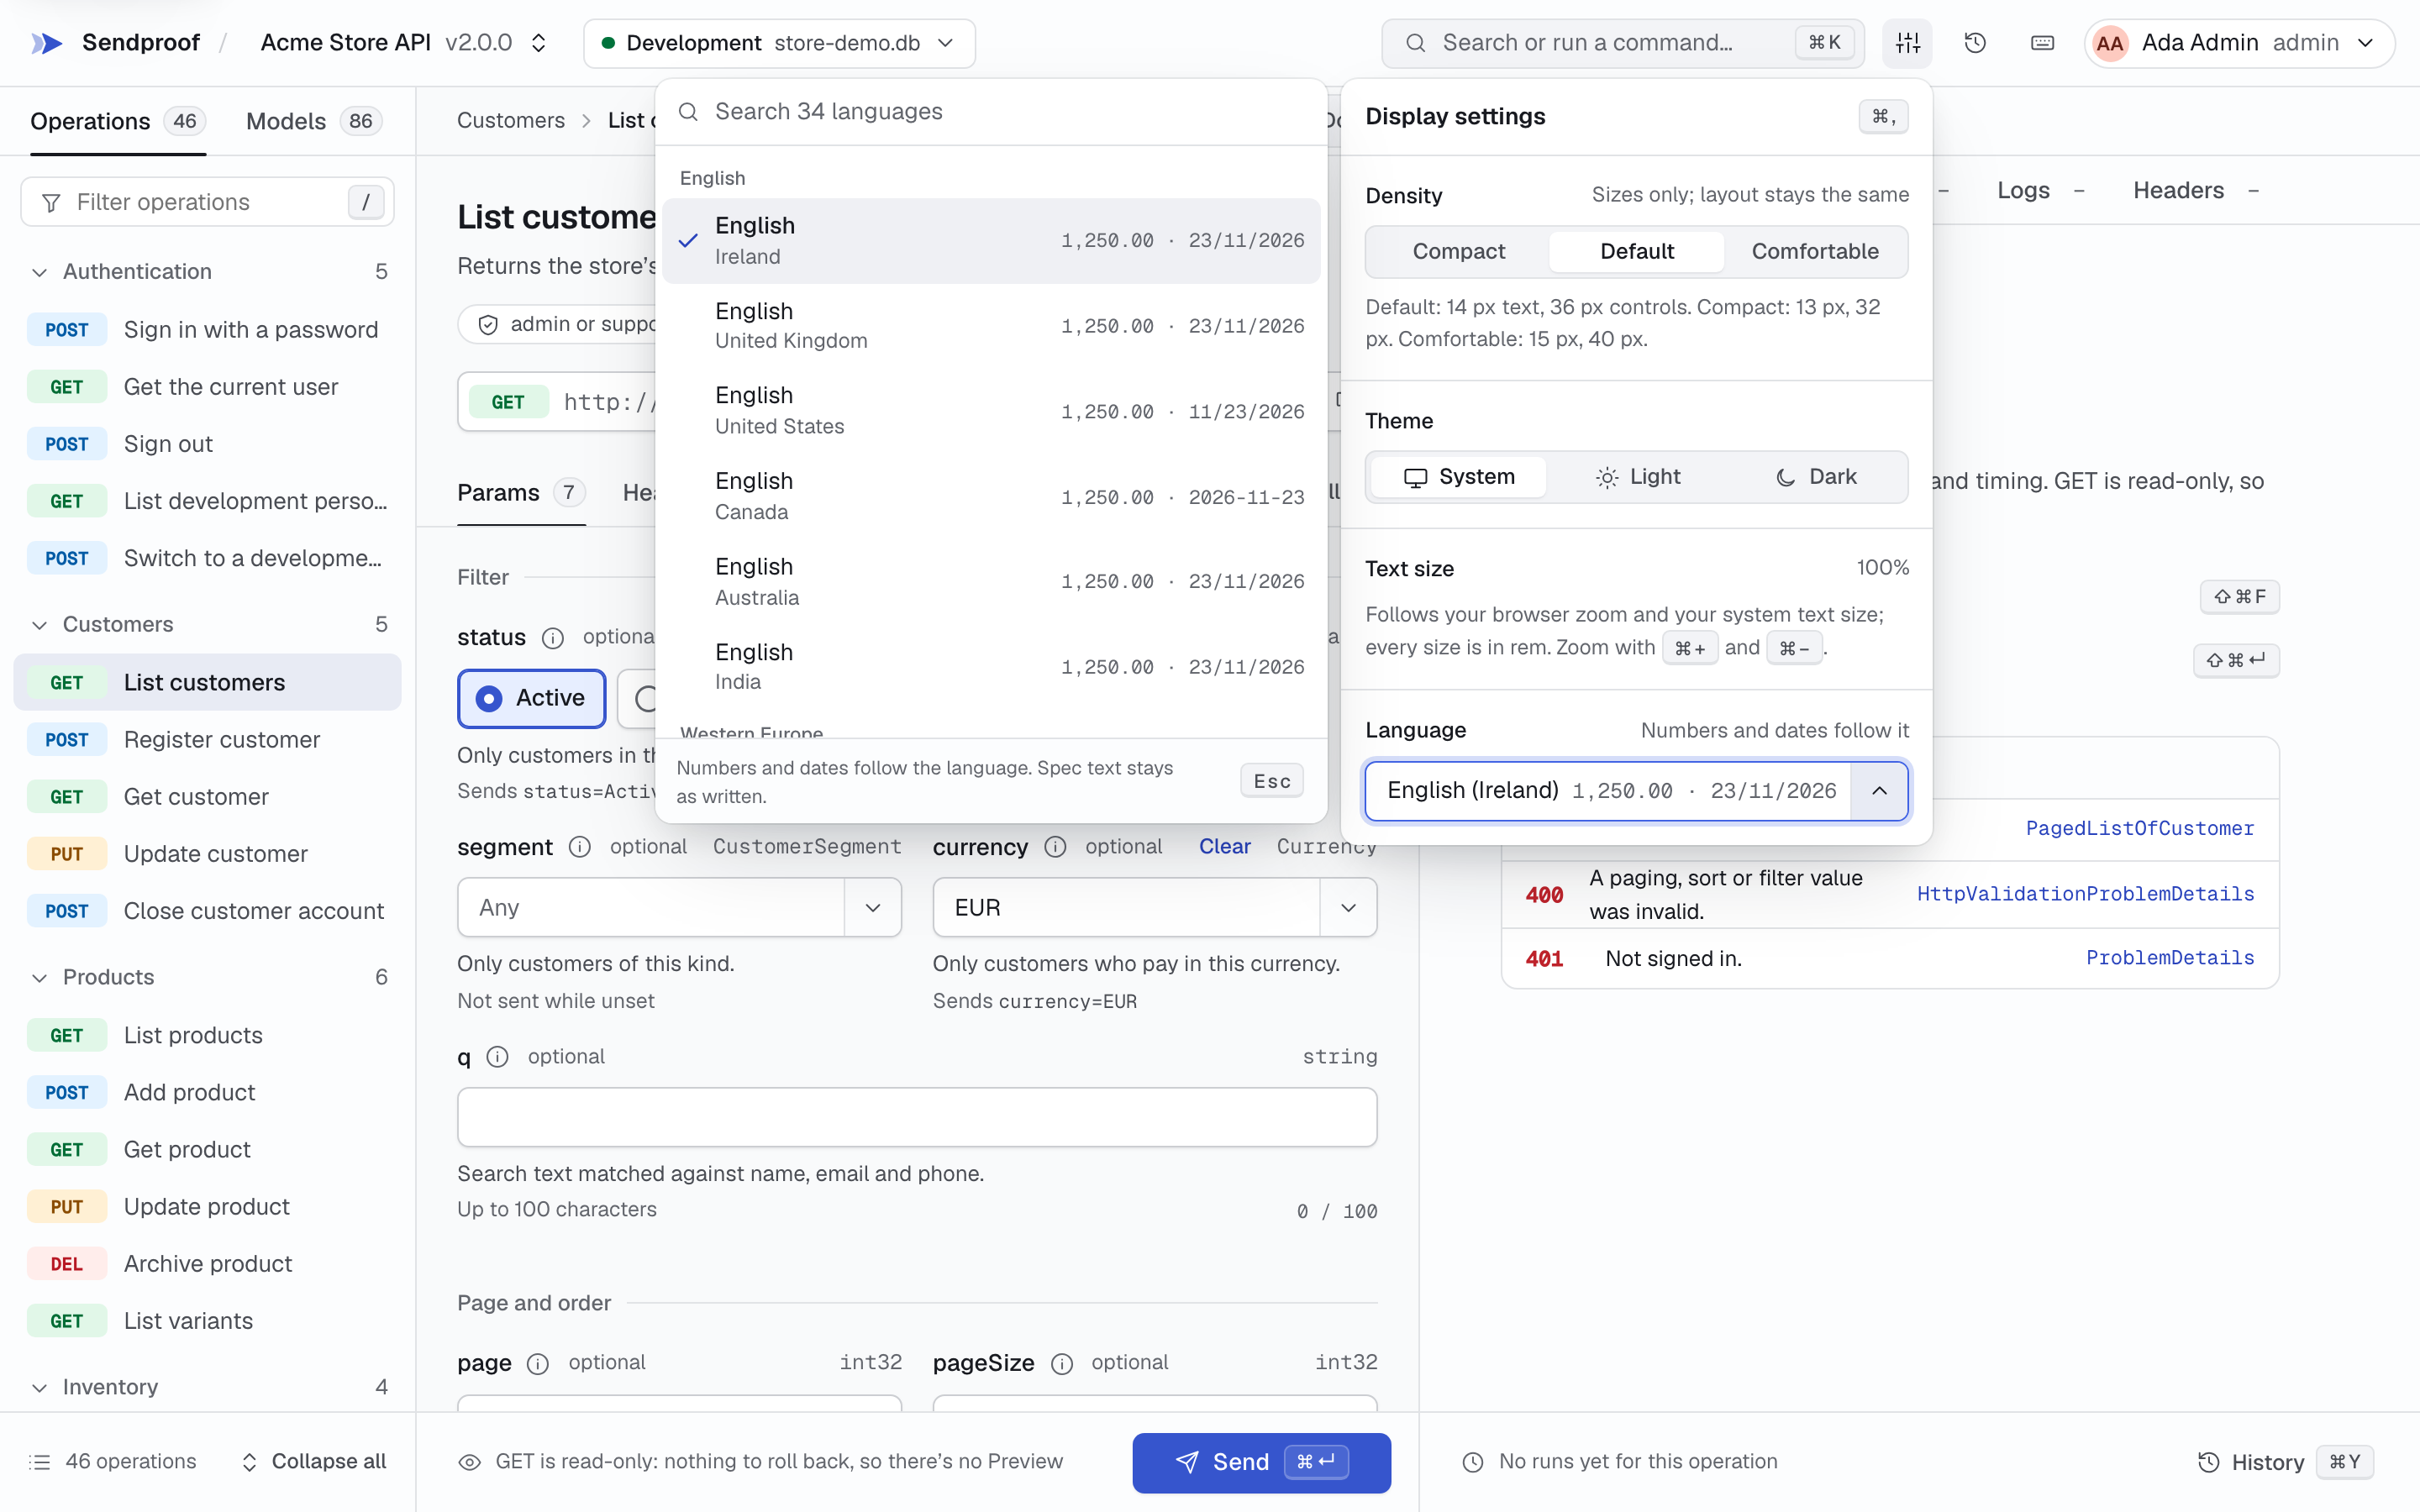 Sendproof / Acme Store API v2.0.0
Development store-demo.db
Search or run a command… ⌘K
AA Ada Admin admin
Operations 46 Models 86
Filter operations /
Authentication 5
POST Sign in with a password
GET Get the current user
POST Sign out
GET List development perso…
POST Switch to a developme…
Customers 5
GET List customers
POST Register customer
GET Get customer
PUT Update customer
POST Close customer account
Products 6
GET List products
POST Add product
GET Get product
PUT Update product
DEL Archive product
GET List variants
Inventory 4
46 operations Collapse all
Customers > List
List custome
Returns the store's
admin or suppo
GET http://
Params 7
Filter
status optiona
Active
Only customers in th
Sends status=Activ
segment optional CustomerSegment
Any
Only customers of this kind.
Not sent while unset
currency optional Clear Currency
EUR
Only customers who pay in this currency.
Sends currency=EUR
q optional string
Search text matched against name, email and phone.
Up to 100 characters 0 / 100
Page and order
page optional int32
pageSize optional int32
GET is read-only: nothing to roll back, so there's no Preview
Send ⌘↵
Search 34 languages
English
English
Ireland
1,250.00 · 23/11/2026
English
United Kingdom
1,250.00 · 23/11/2026
English
United States
1,250.00 · 11/23/2026
English
Canada
1,250.00 · 2026-11-23
English
Australia
1,250.00 · 23/11/2026
English
India
1,250.00 · 23/11/2026
Western Europe
Numbers and dates follow the language. Spec text stays
as written.
Esc
Display settings ⌘,
Density Sizes only; layout stays the same
Compact Default Comfortable
Default: 14 px text, 36 px controls. Compact: 13 px, 32
px. Comfortable: 15 px, 40 px.
Theme
System Light Dark
Text size 100%
Follows your browser zoom and your system text size;
every size is in rem. Zoom with ⌘+ and ⌘−.
Language Numbers and dates follow it
English (Ireland) 1,250.00 · 23/11/2026
– Logs – Headers –
and timing. GET is read-only, so
⇧⌘F
⇧⌘↵
PagedListOfCustomer
400 A paging, sort or filter value
was invalid.
HttpValidationProblemDetails
401 Not signed in. ProblemDetails
No runs yet for this operation
History ⌘Y